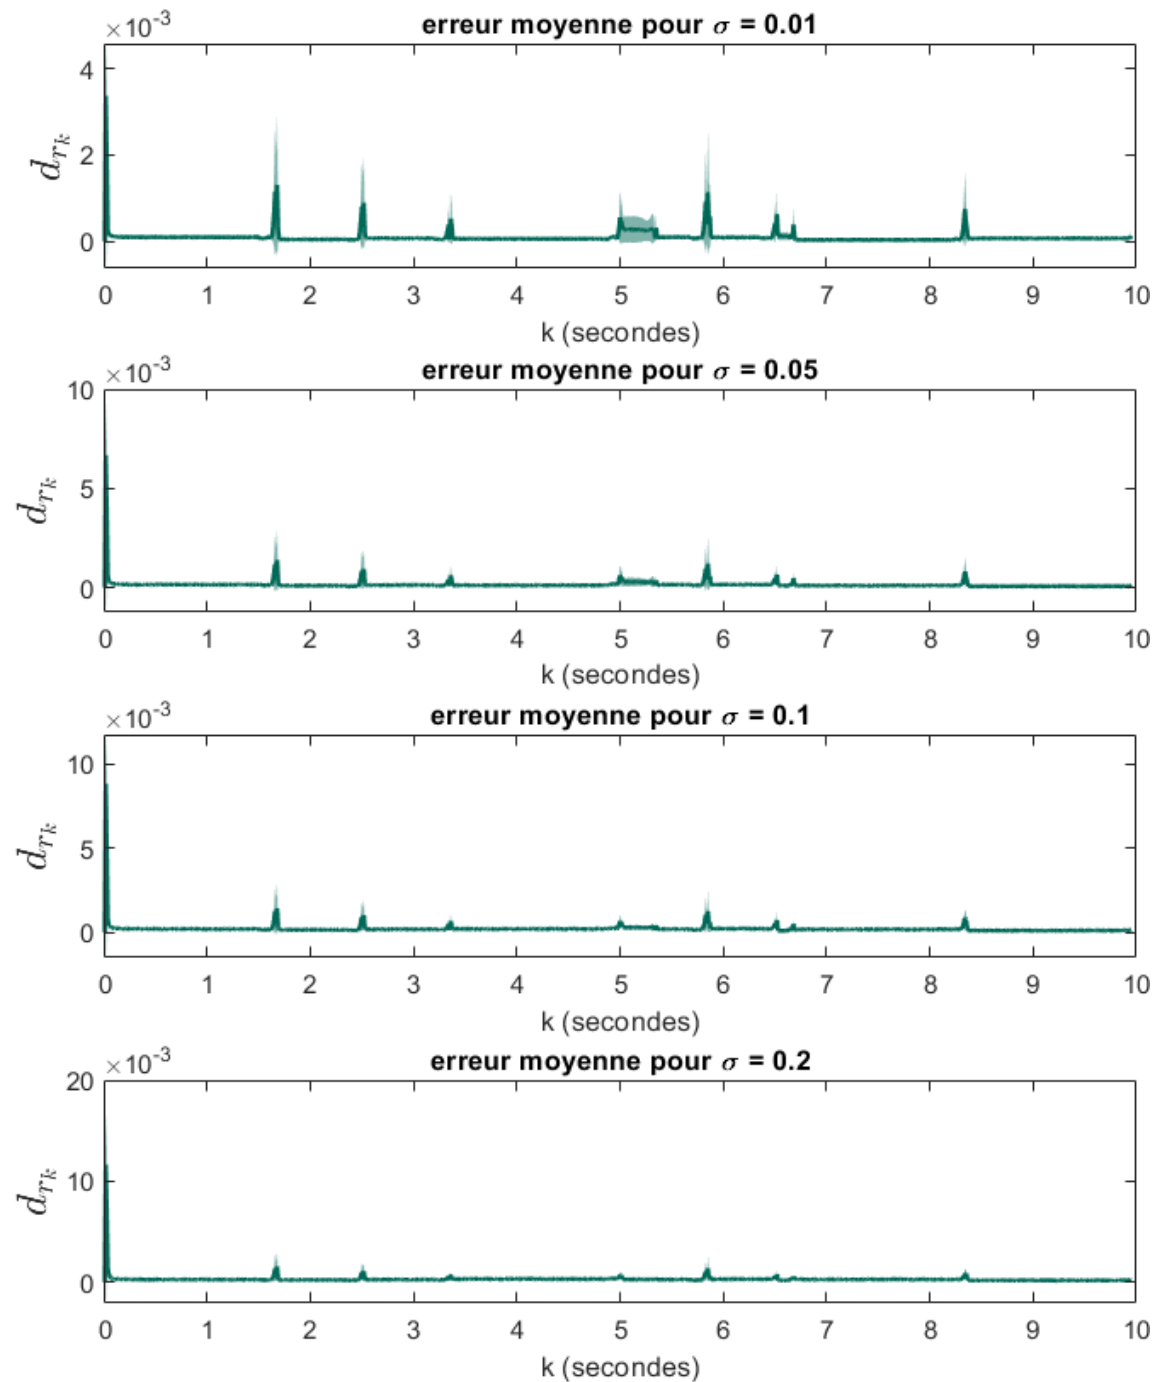 ×10⁻³
erreur moyenne pour σ = 0.01
4
2
0
d_{r_k}
0 1 2 3 4 5 6 7 8 9 10
k (secondes)
×10⁻³
erreur moyenne pour σ = 0.05
10
5
0
d_{r_k}
0 1 2 3 4 5 6 7 8 9 10
k (secondes)
×10⁻³
erreur moyenne pour σ = 0.1
10
5
0
d_{r_k}
0 1 2 3 4 5 6 7 8 9 10
k (secondes)
×10⁻³
erreur moyenne pour σ = 0.2
20
10
0
d_{r_k}
0 1 2 3 4 5 6 7 8 9 10
k (secondes)